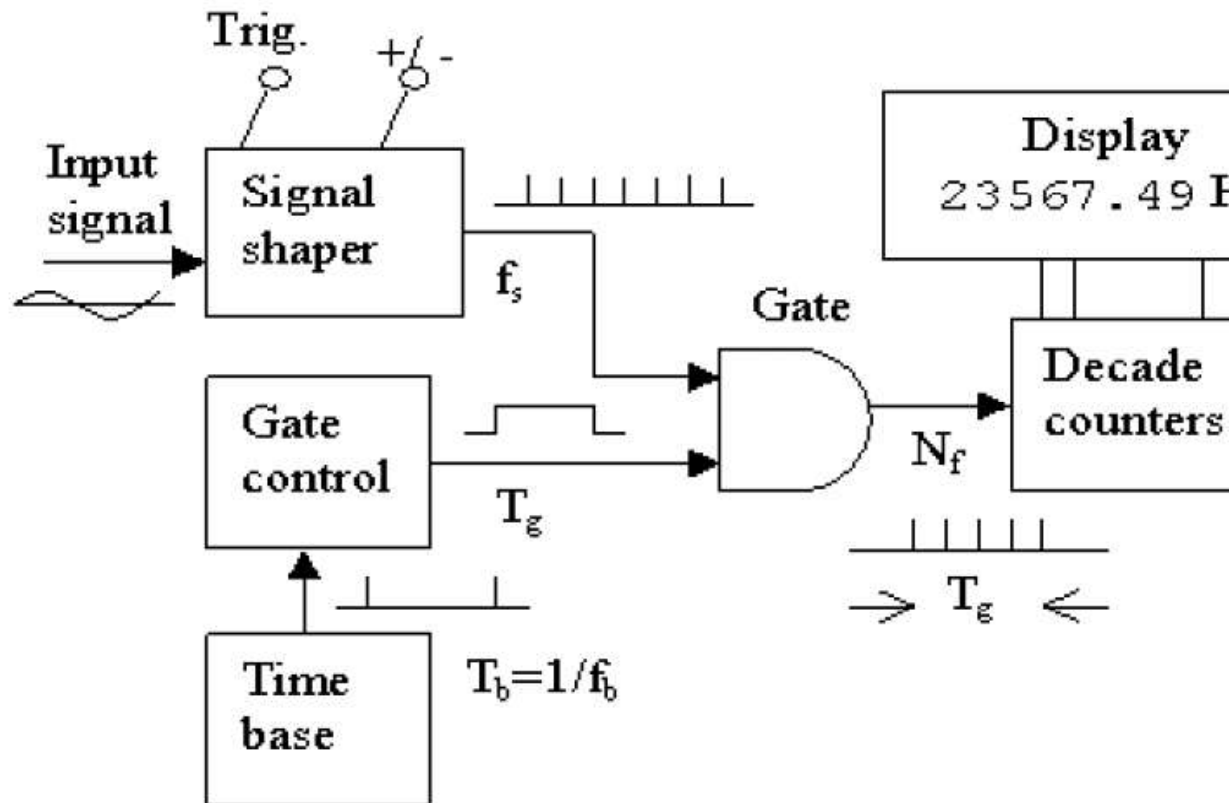 Trig.
+/-
Input
signal
Signal
shaper
fs
Display
23567.49
Gate
Gate
control
Tg
Nf
Decade
counters
Tg
Tb=1/fb
Time
base